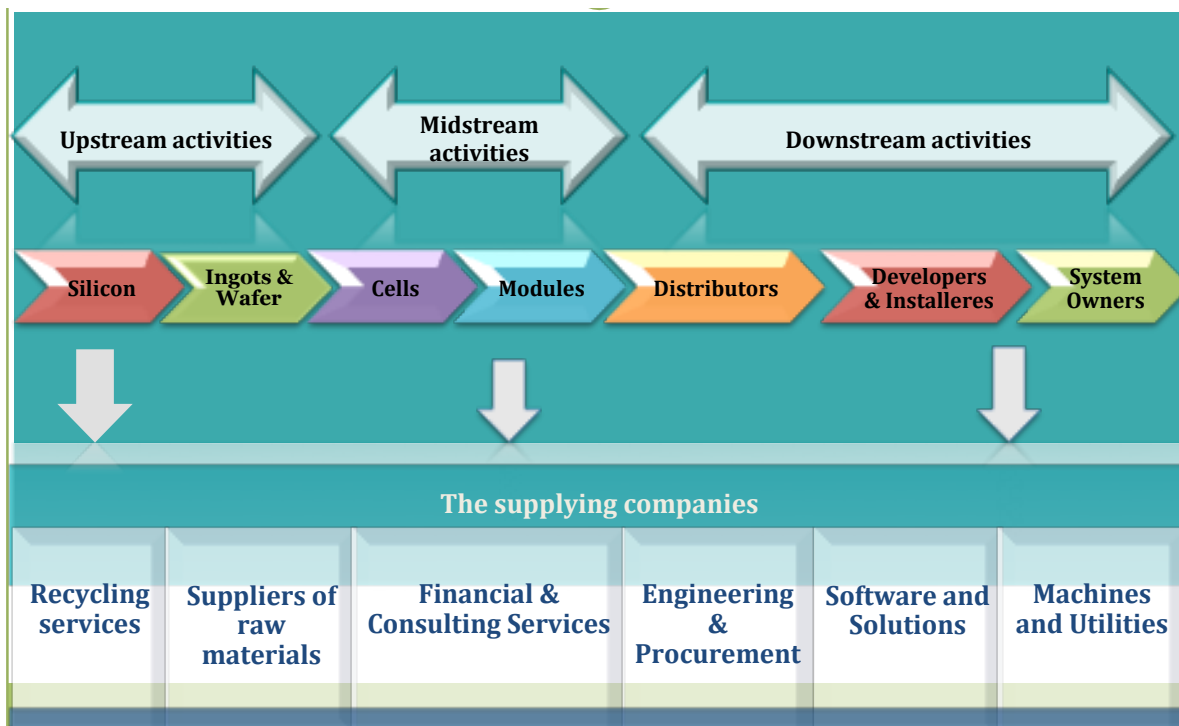 Upstream activities
Midstream
activities
Downstream activities
Silicon
Ingots &
Wafer
Cells
Modules
Distributors
Developers
& Installeres
System
Owners
The supplying companies
Recycling
services
Suppliers of
raw
materials
Financial &
Consulting Services
Engineering
&
Procurement
Software and
Solutions
Machines
and Utilities